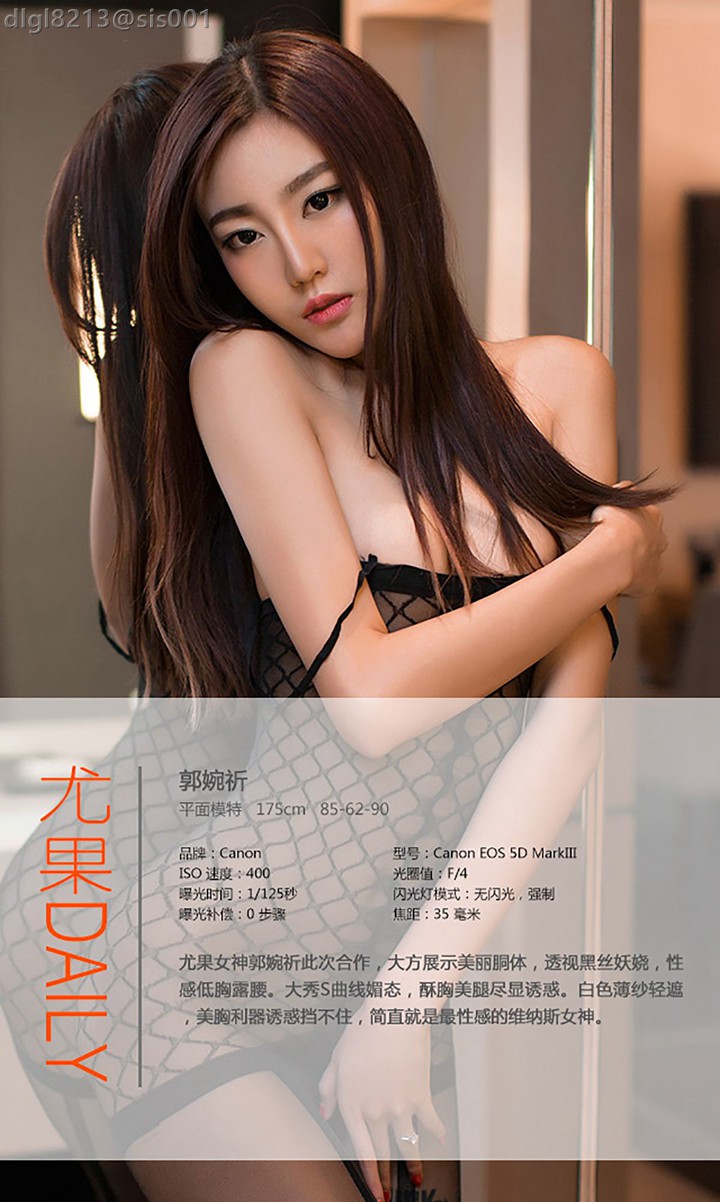 dlgl8213@sis001
尤果DAILY
郭婉祈
平面模特 175cm 85-62-90
品牌：Canon 型号：Canon EOS 5D MarkIII
ISO 速度：400 光圈值：F/4
曝光时间：1/125秒 闪光灯模式：无闪光，强制
曝光补偿：0 步骤 焦距：35 毫米
尤果女神郭婉祈此次合作，大方展示美丽胴体，透视黑丝妖娆，性
感低胸露腰。大秀S曲线媚态，酥胸美腿尽显诱惑。白色薄纱轻遮
，美胸利器诱惑挡不住，简直就是最性感的维纳斯女神。